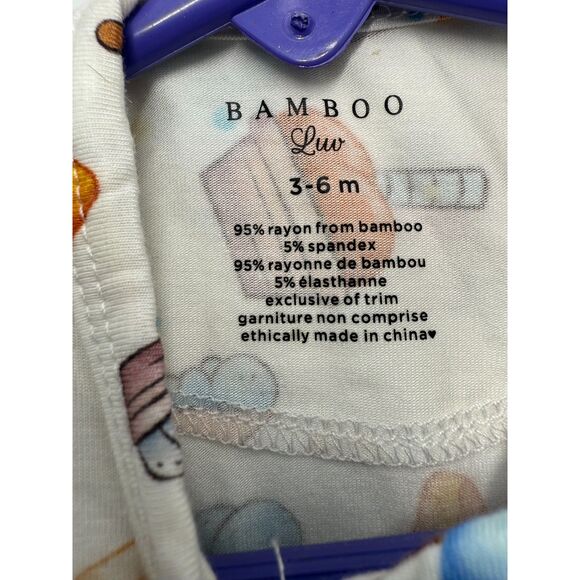 BAMBOO
Luv
3-6 m
95% rayon from bamboo
5% spandex
95% rayonne de bambou
5% élasthanne
exclusive of trim
garniture non comprise
ethically made in china♥